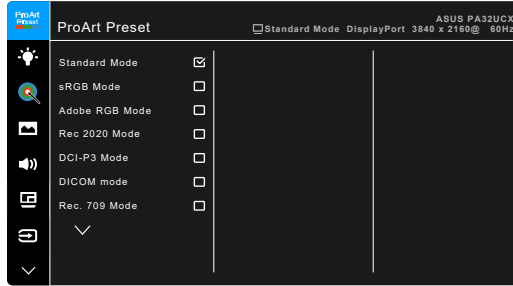 ProArt
Preset
ProArt Preset
ASUS PA32UCX
Standard Mode DisplayPort 3840 x 2160@ 60Hz
Standard Mode
sRGB Mode
Adobe RGB Mode
Rec 2020 Mode
DCI-P3 Mode
DICOM mode
Rec. 709 Mode